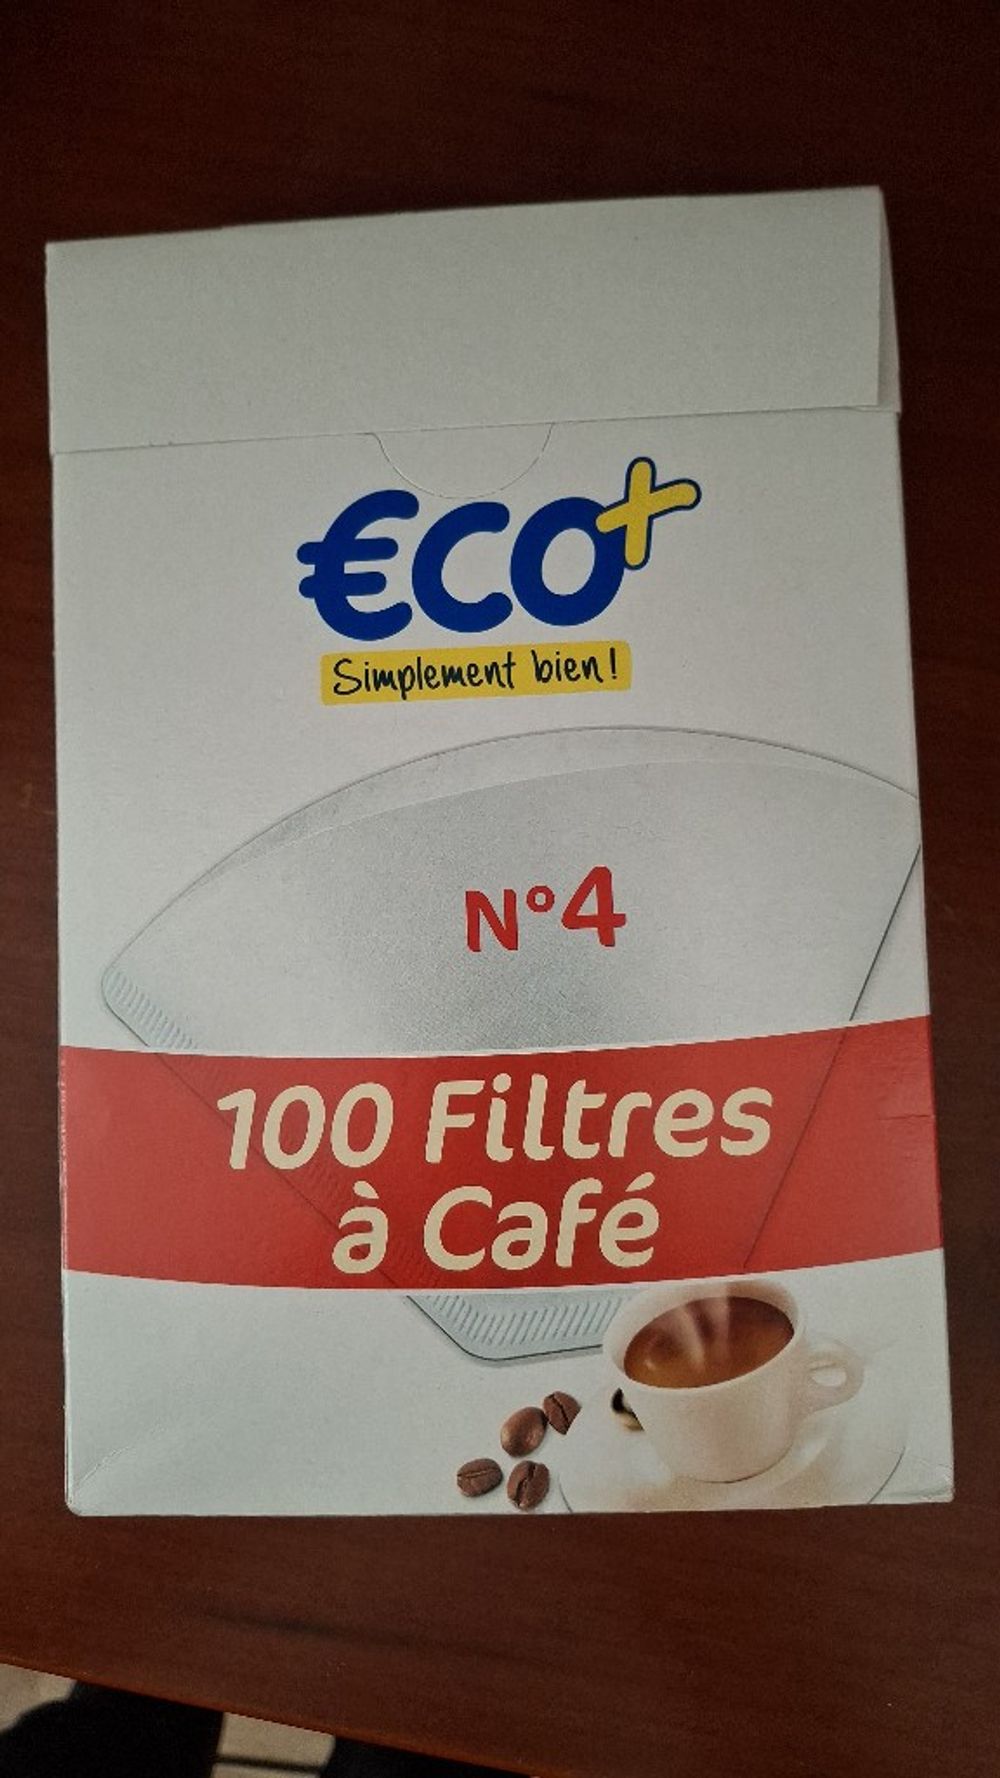 €co+
Simplement bien!
N°4
100 Filtres
à Café